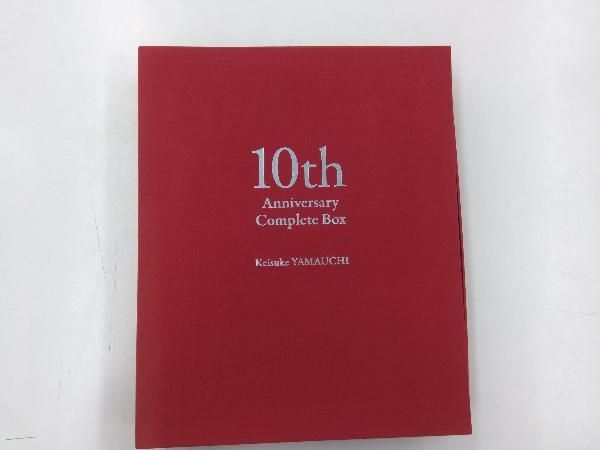 10th
Anniversary
Complete Box
Keisuke YAMAUCHI